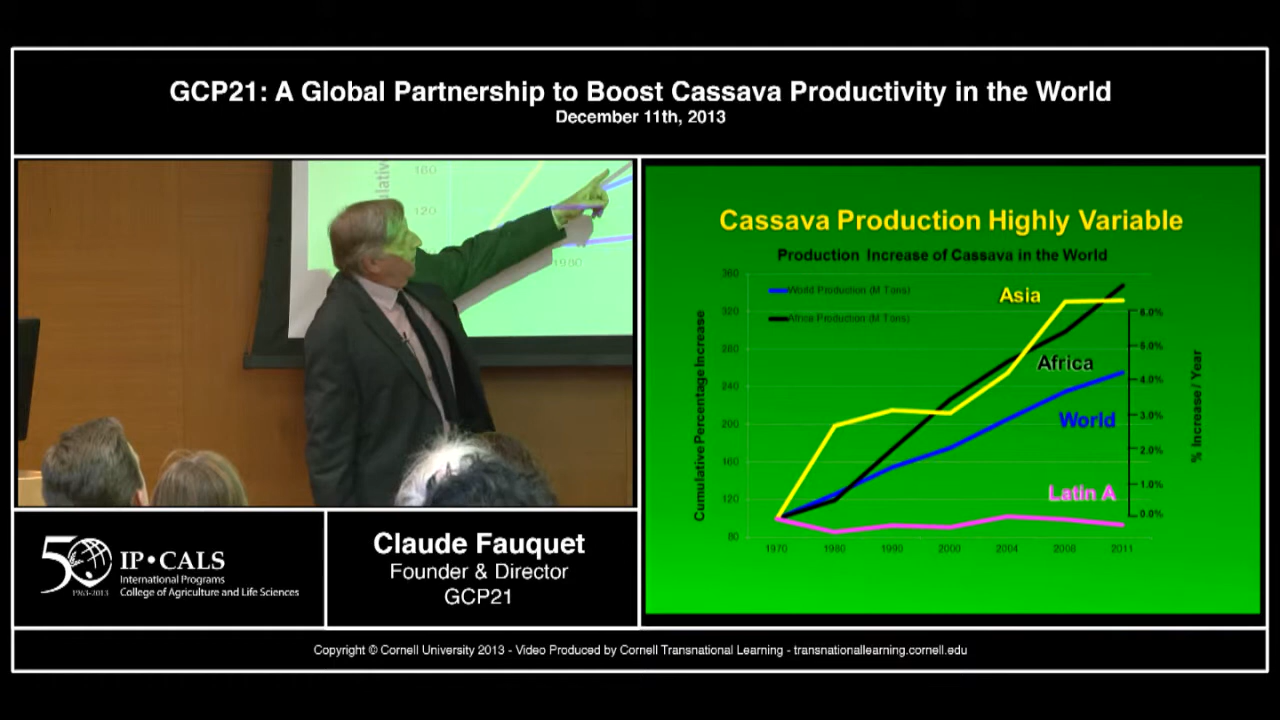 GCP21: A Global Partnership to Boost Cassava Productivity in the World
December 11th, 2013
160
120
1980
Cassava Production Highly Variable
Production Increase of Cassava in the World
World Production (M Tons)
Africa Production (M Tons)
Cumulative Percentage Increase
360
320
280
240
200
160
120
80
1970 1980 1990 2000 2004 2008 2011
Asia
Africa
World
Latin A
8.0%
6.0%
4.0%
3.0%
2.0%
1.0%
0.0%
% Increase / Year
50
1963-2013
IP•CALS
International Programs
College of Agriculture and Life Sciences
Claude Fauquet
Founder & Director
GCP21
Copyright © Cornell University 2013 - Video Produced by Cornell Transnational Learning - transnationallearning.cornell.edu